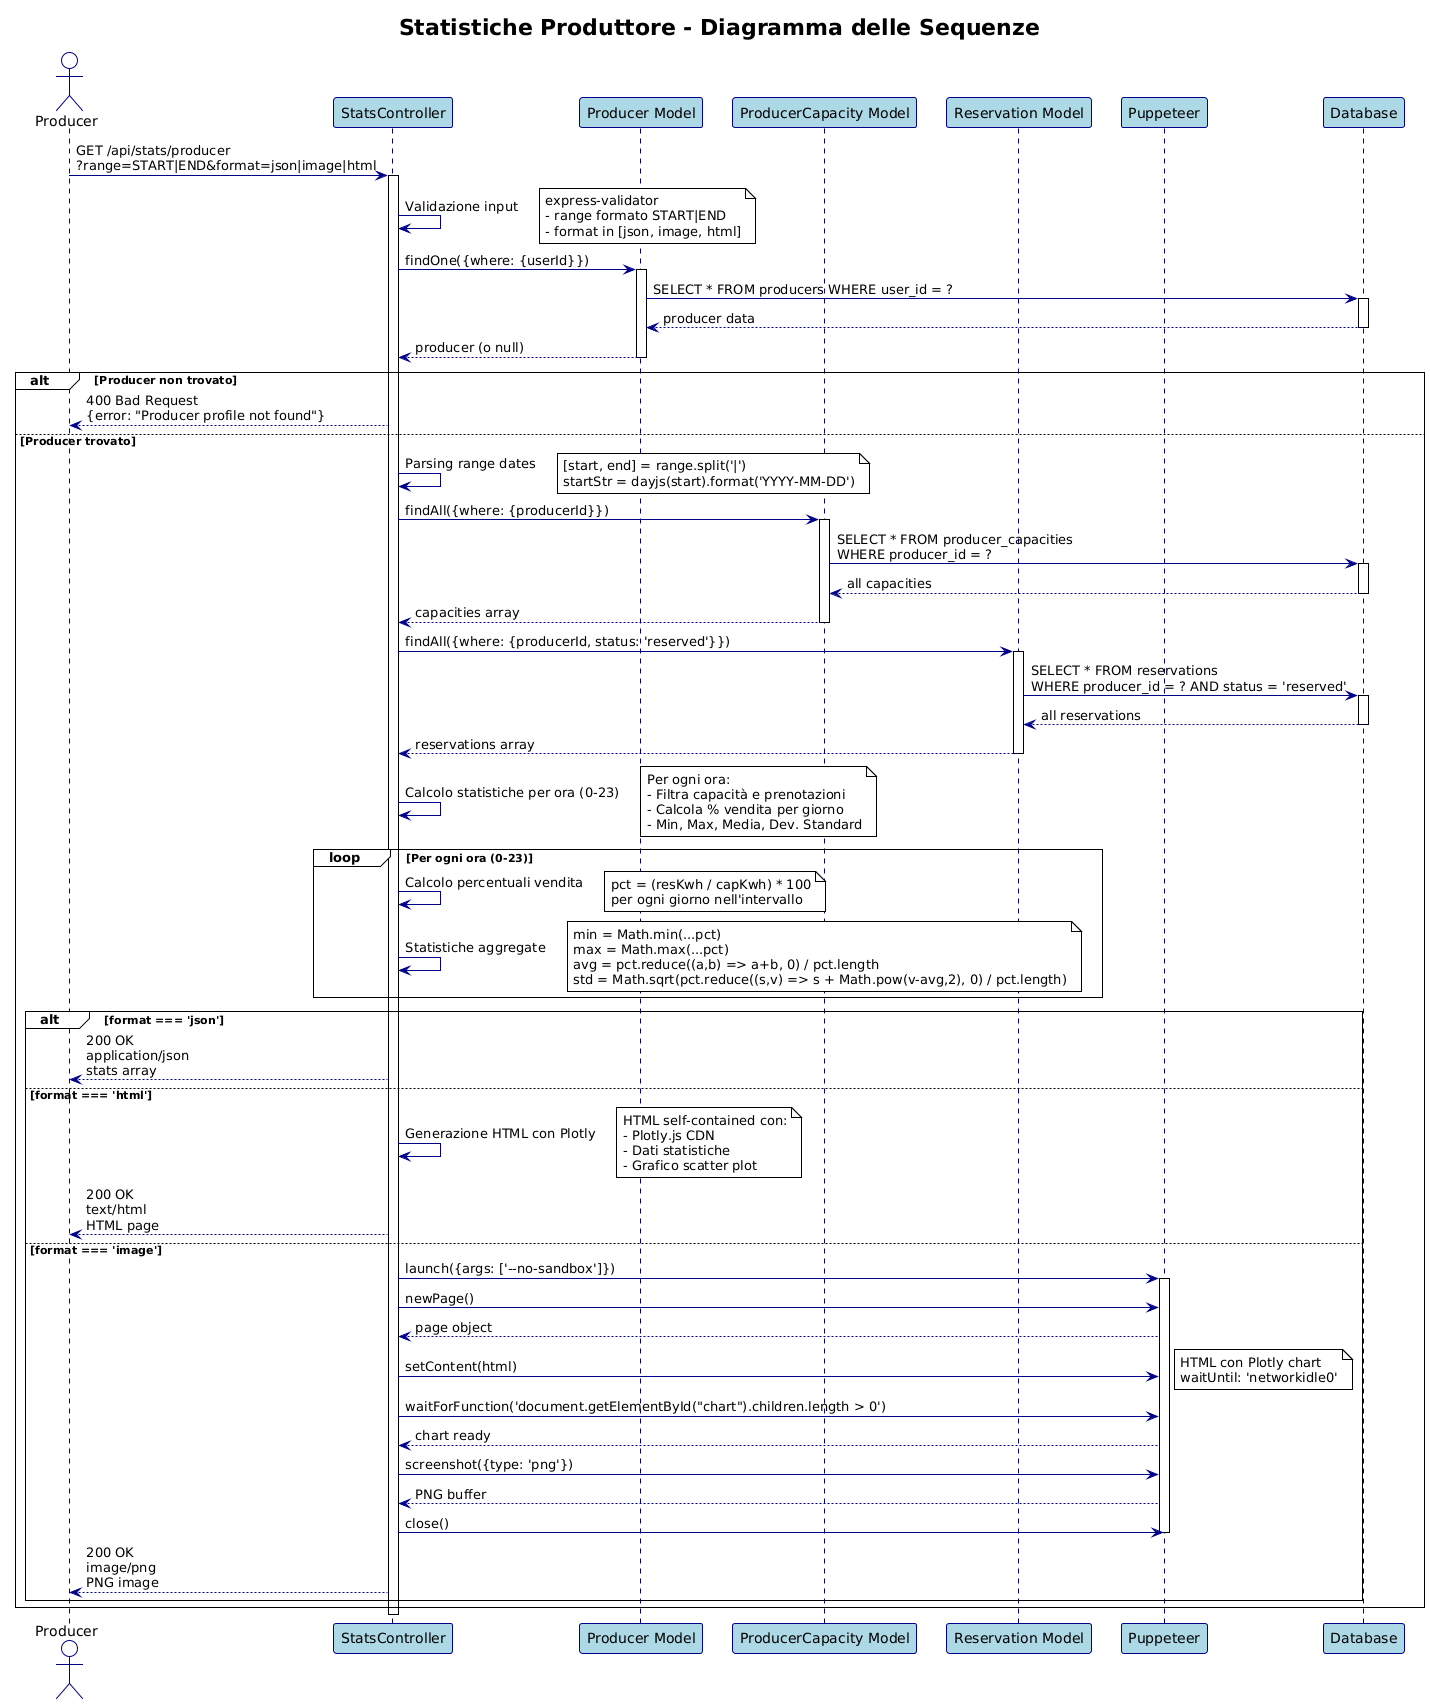 Statistiche Produttore - Diagramma delle Sequenze
Producer
StatsController
Producer Model
ProducerCapacity Model
Reservation Model
Puppeteer
Database
GET /api/stats/producer
?range=START|END&format=json|image|html
Validazione input
express-validator
- range formato START|END
- format in [json, image, html]
findOne({where: {userId}})
SELECT * FROM producers WHERE user_id = ?
producer data
producer (o null)
alt
[Producer non trovato]
400 Bad Request
{error: "Producer profile not found"}
[Producer trovato]
Parsing range dates
[start, end] = range.split('|')
startStr = dayjs(start).format('YYYY-MM-DD')
findAll({where: {producerId}})
SELECT * FROM producer_capacities
WHERE producer_id = ?
all capacities
capacities array
findAll({where: {producerId, status: 'reserved'}})
SELECT * FROM reservations
WHERE producer_id = ? AND status = 'reserved'
all reservations
reservations array
Calcolo statistiche per ora (0-23)
Per ogni ora:
- Filtra capacità e prenotazioni
- Calcola % vendita per giorno
- Min, Max, Media, Dev. Standard
loop
[Per ogni ora (0-23)]
Calcolo percentuali vendita
pct = (resKwh / capKwh) * 100
per ogni giorno nell'intervallo
Statistiche aggregate
min = Math.min(...pct)
max = Math.max(...pct)
avg = pct.reduce((a,b) => a+b, 0) / pct.length
std = Math.sqrt(pct.reduce((s,v) => s + Math.pow(v-avg,2), 0) / pct.length)
alt
[format === 'json']
200 OK
application/json
stats array
[format === 'html']
Generazione HTML con Plotly
HTML self-contained con:
- Plotly.js CDN
- Dati statistiche
- Grafico scatter plot
200 OK
text/html
HTML page
[format === 'image']
launch({args: ['--no-sandbox']})
newPage()
page object
setContent(html)
HTML con Plotly chart
waitUntil: 'networkidle0'
waitForFunction('document.getElementById("chart").children.length > 0')
chart ready
screenshot({type: 'png'})
PNG buffer
close()
200 OK
image/png
PNG image
Producer
StatsController
Producer Model
ProducerCapacity Model
Reservation Model
Puppeteer
Database